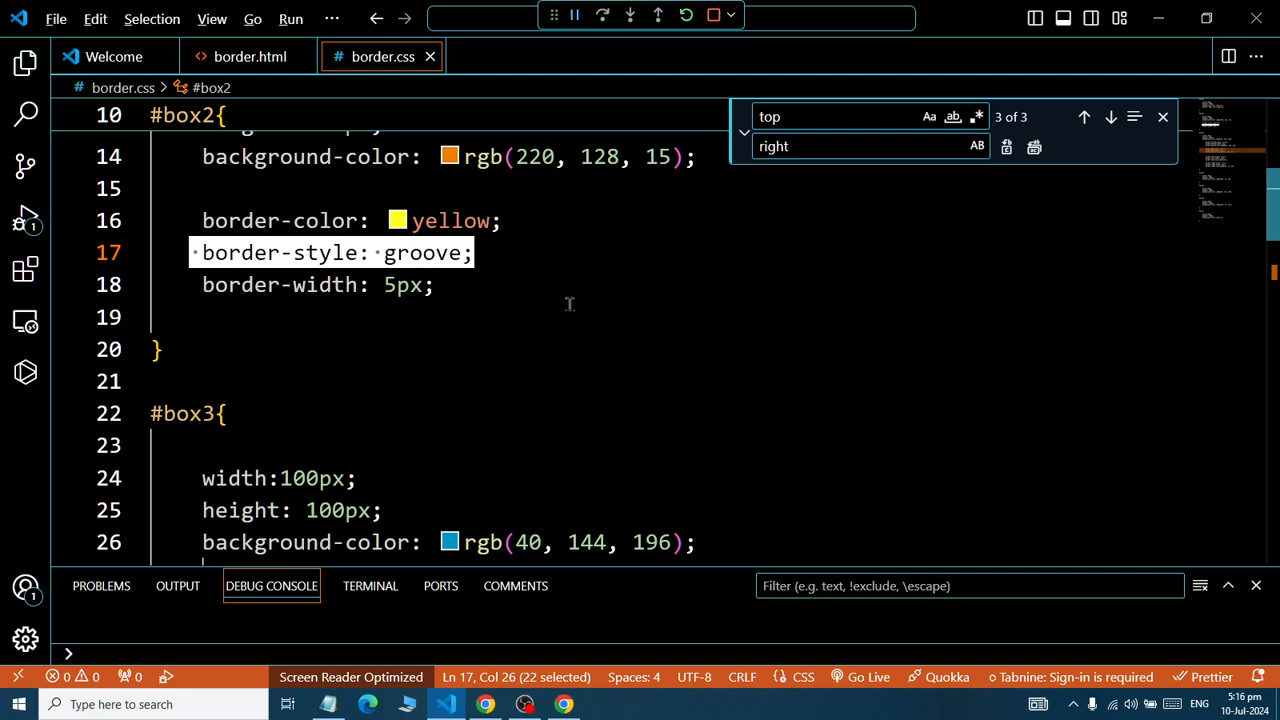 File Edit Selection View Go Run ···
Welcome border.html # border.css
# border.css > #box2
top Aa ab .* 3 of 3
right AB
10 #box2{
14 background-color: rgb(220, 128, 15);
15
16 border-color: yellow;
17 border-style: groove;
18 border-width: 5px;
19
20 }
21
22 #box3{
23
24 width:100px;
25 height: 100px;
26 background-color: rgb(40, 144, 196);
PROBLEMS OUTPUT DEBUG CONSOLE TERMINAL PORTS COMMENTS Filter (e.g. text, !exclude, \escape)
>
0 0 0 Screen Reader Optimized Ln 17, Col 26 (22 selected) Spaces: 4 UTF-8 CRLF CSS Go Live Quokka Tabnine: Sign-in is required Prettier
Type here to search ENG 5:16 pm
10-Jul-2024